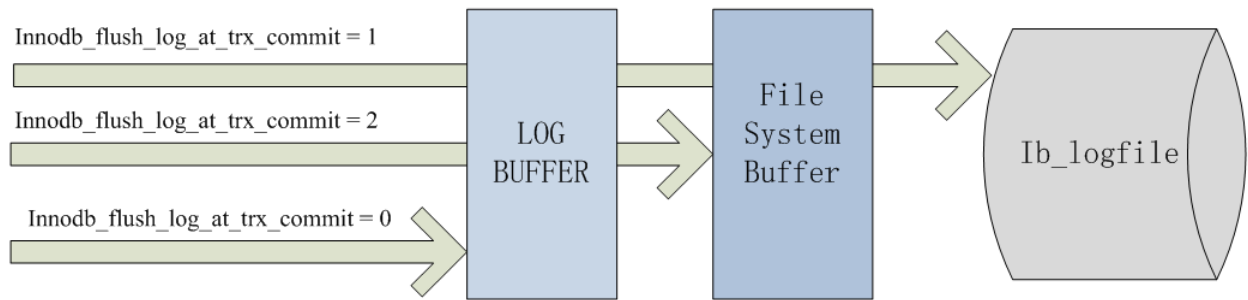 Innodb_flush_log_at_trx_commit = 1
Innodb_flush_log_at_trx_commit = 2
Innodb_flush_log_at_trx_commit = 0
LOG
BUFFER
File
System
Buffer
Ib_logfile